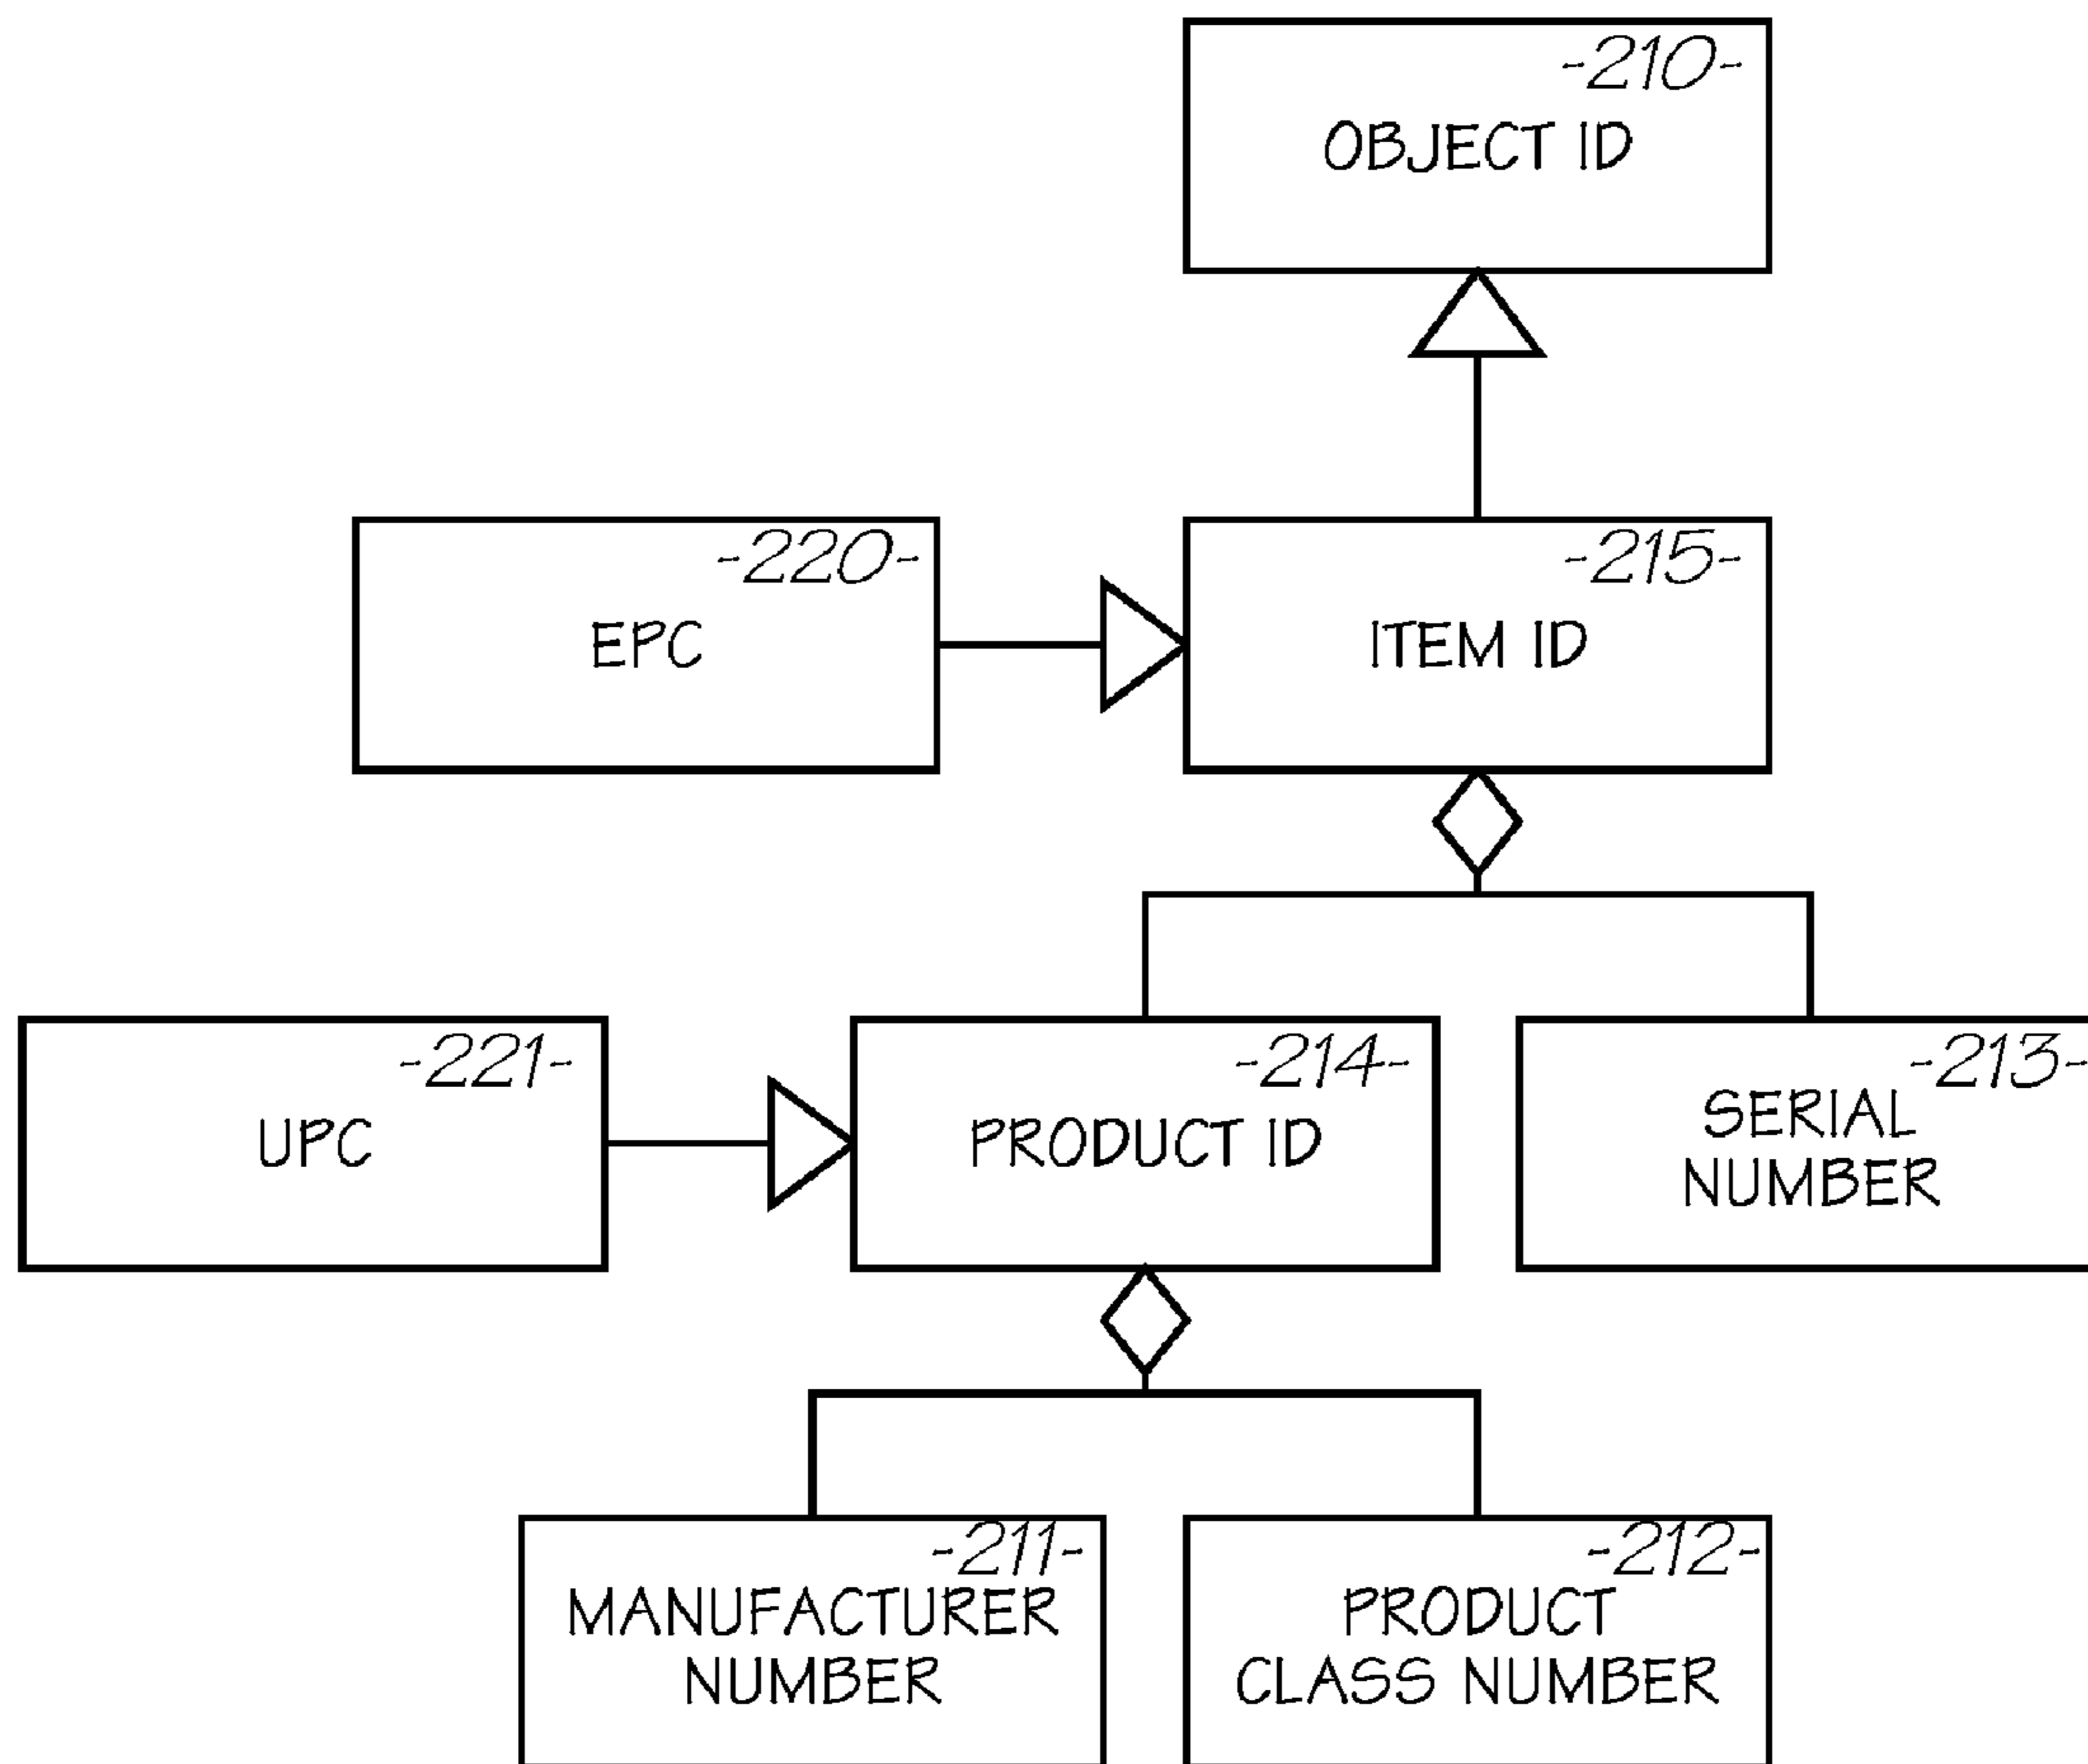 -210-
OBJECT ID
-220-
EPC
-215-
ITEM ID
-221-
UPC
-214-
PRODUCT ID
-213-
SERIAL
NUMBER
-211-
MANUFACTURER
NUMBER
-212-
PRODUCT
CLASS NUMBER